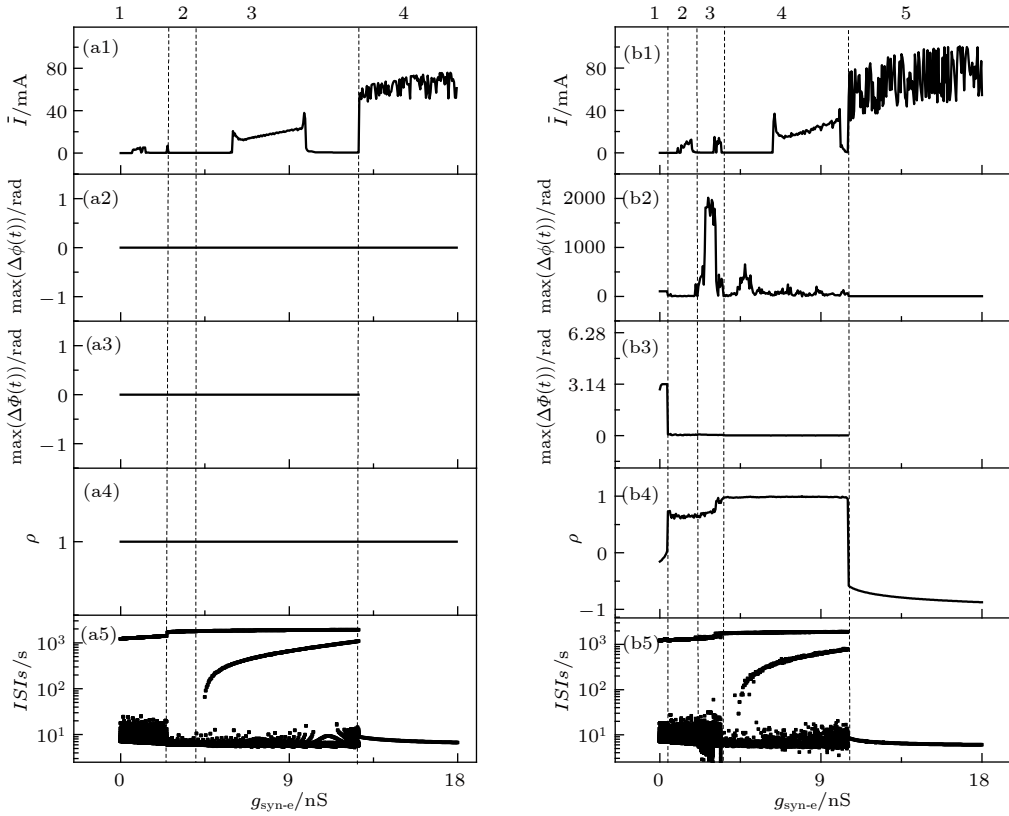 1 2 3 4
(a1)
80
40
0
Ī/mA
(a2)
1
0
−1
max(Δϕ(t))/rad
(a3)
1
0
−1
max(ΔΦ(t))/rad
(a4)
1
ρ
(a5)
10³
10²
10¹
ISIs/s
0 9 18
gsyn-e/nS
1 2 3 4 5
(b1)
80
40
0
Ī/mA
(b2)
2000
1000
0
max(Δϕ(t))/rad
(b3)
6.28
3.14
0
max(ΔΦ(t))/rad
(b4)
1
0
−1
ρ
(b5)
10³
10²
10¹
ISIs/s
0 9 18
gsyn-e/nS